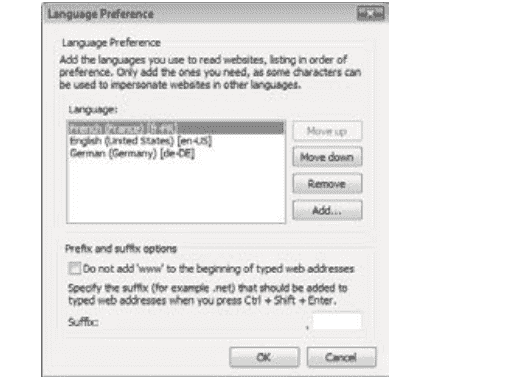 Language Preference
Language Preference
Add the languages you use to read websites, listing in order of
preference. Only add the ones you need, as some characters can
be used to impersonate websites in other languages.
Language:
French (France) [fr-FR]
English (United States) [en-US]
German (Germany) [de-DE]
Move up
Move down
Remove
Add...
Prefix and suffix options
Do not add 'www' to the beginning of typed web addresses
Specify the suffix (for example .net) that should be added to
typed web addresses when you press Ctrl + Shift + Enter.
Suffix:
.
OK
Cancel